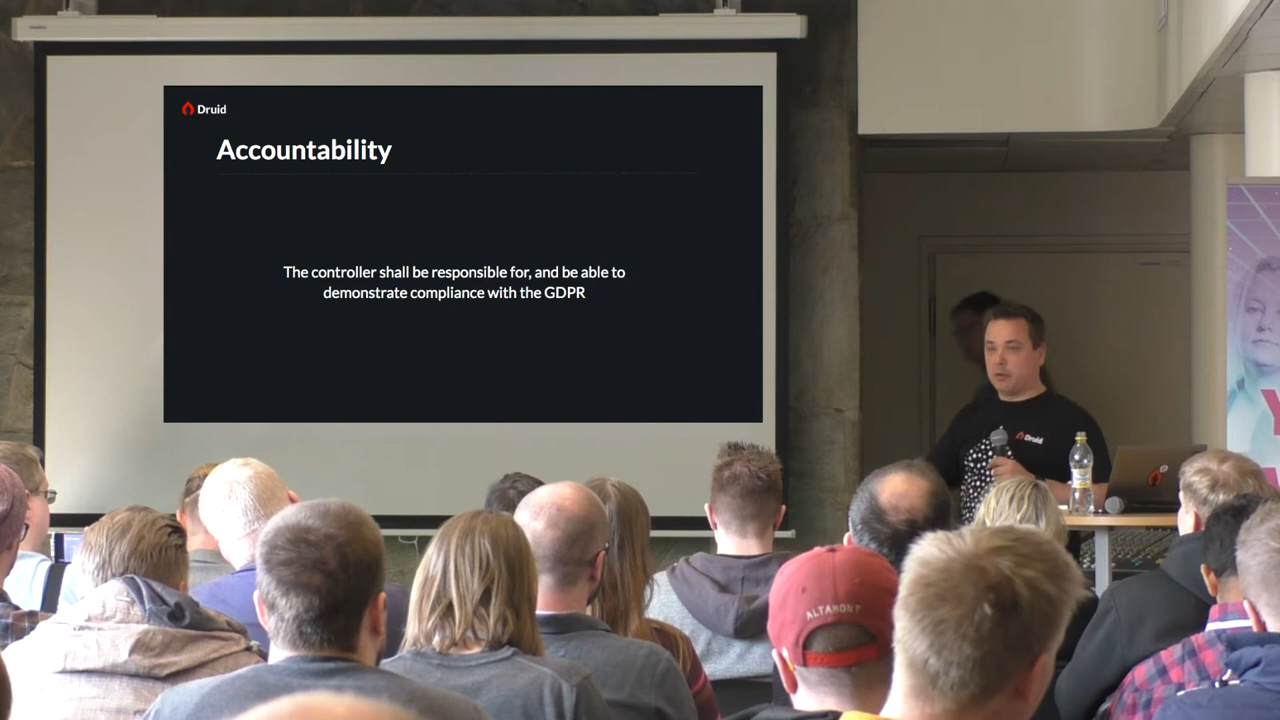 Druid
Accountability
The controller shall be responsible for, and be able to
demonstrate compliance with the GDPR
Druid
ALTAMONT
Y